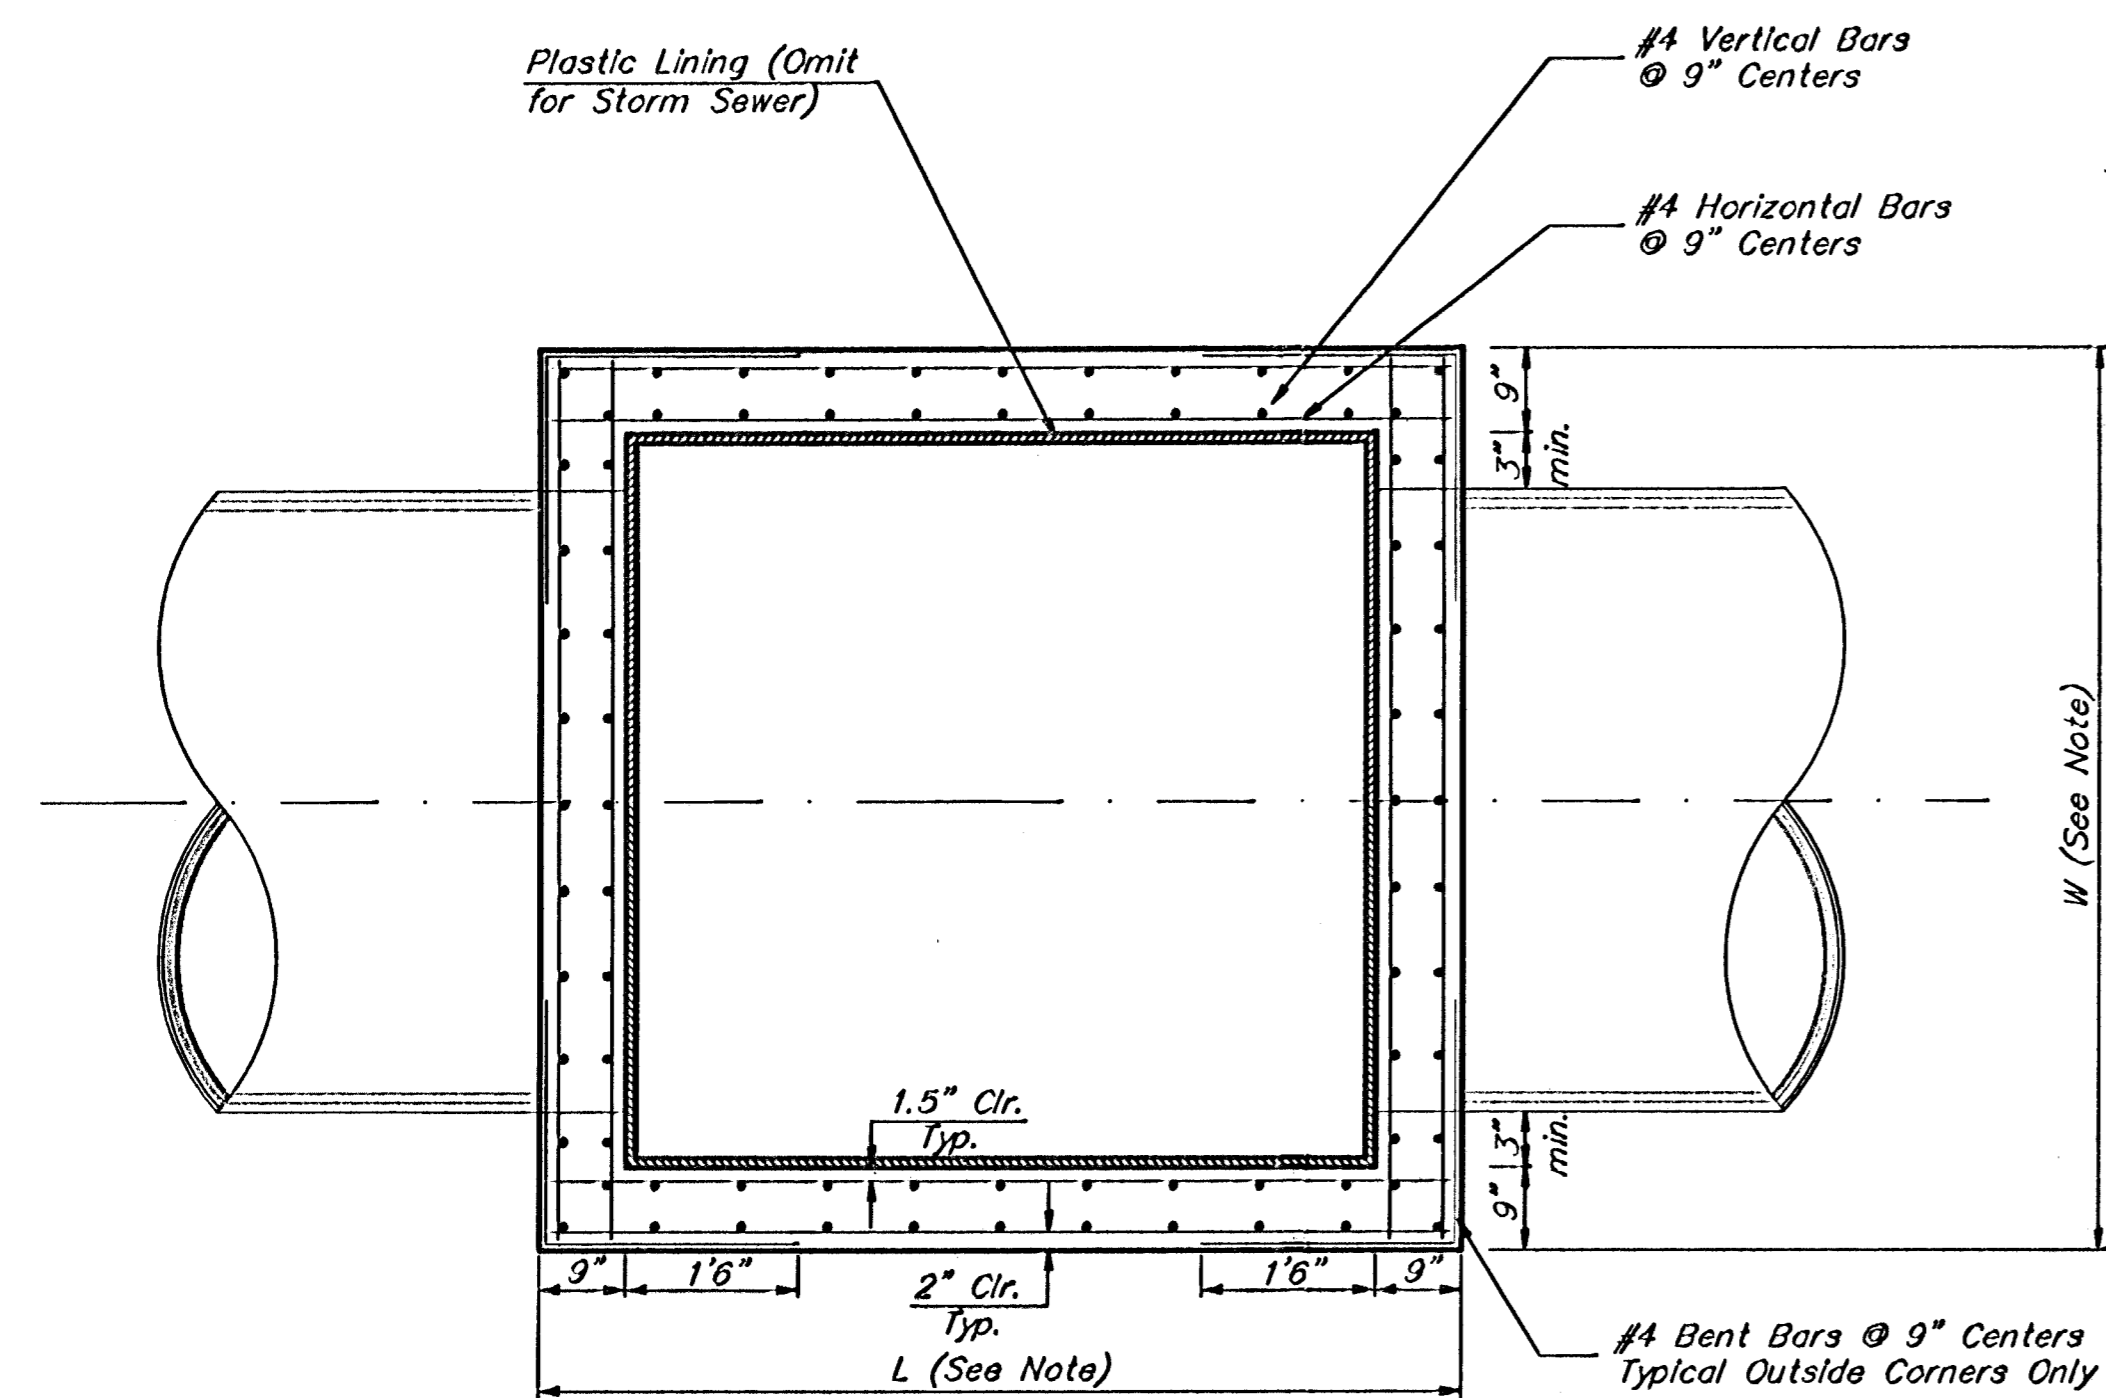 Plastic Lining (Omit
for Storm Sewer)
#4 Vertical Bars
@ 9" Centers
#4 Horizontal Bars
@ 9" Centers
9"
3"
min.
W (See Note)
1.5" Clr.
Typ.
3"
min.
9"
9"
1'6"
2" Clr.
Typ.
1'6"
9"
L (See Note)
#4 Bent Bars @ 9" Centers
Typical Outside Corners Only